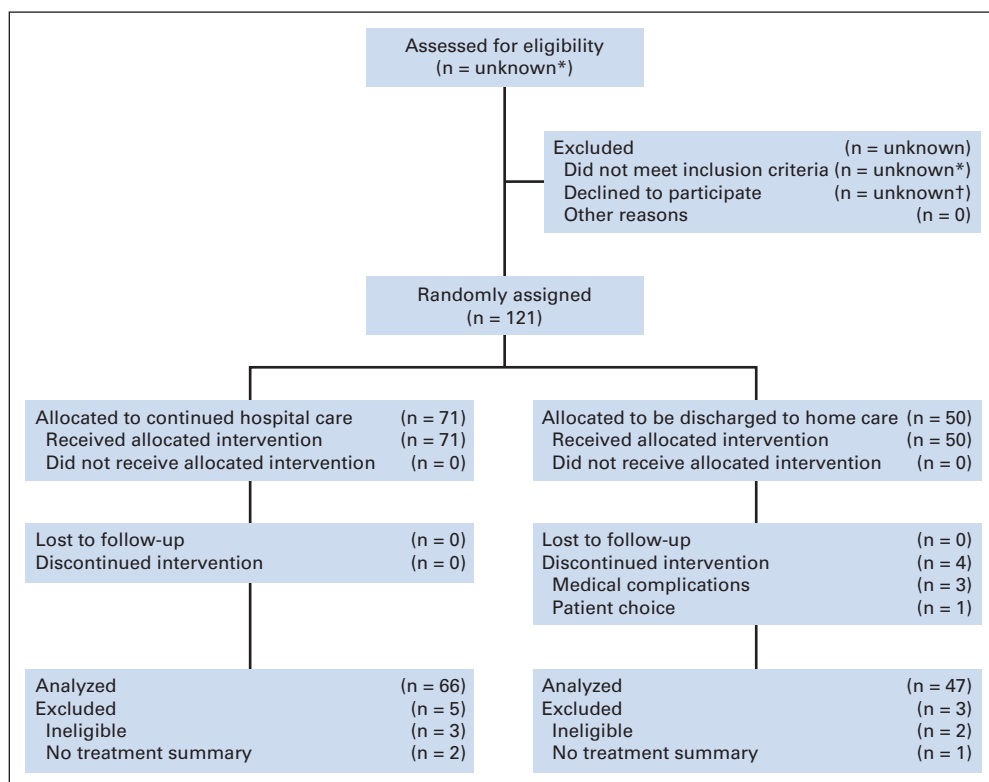 Assessed for eligibility
(n = unknown*)
Excluded (n = unknown)
Did not meet inclusion criteria (n = unknown*)
Declined to participate (n = unknown†)
Other reasons (n = 0)
Randomly assigned
(n = 121)
Allocated to continued hospital care (n = 71)
Received allocated intervention (n = 71)
Did not receive allocated intervention (n = 0)
Allocated to be discharged to home care (n = 50)
Received allocated intervention (n = 50)
Did not receive allocated intervention (n = 0)
Lost to follow-up (n = 0)
Discontinued intervention (n = 0)
Lost to follow-up (n = 0)
Discontinued intervention (n = 4)
Medical complications (n = 3)
Patient choice (n = 1)
Analyzed (n = 66)
Excluded (n = 5)
Ineligible (n = 3)
No treatment summary (n = 2)
Analyzed (n = 47)
Excluded (n = 3)
Ineligible (n = 2)
No treatment summary (n = 1)